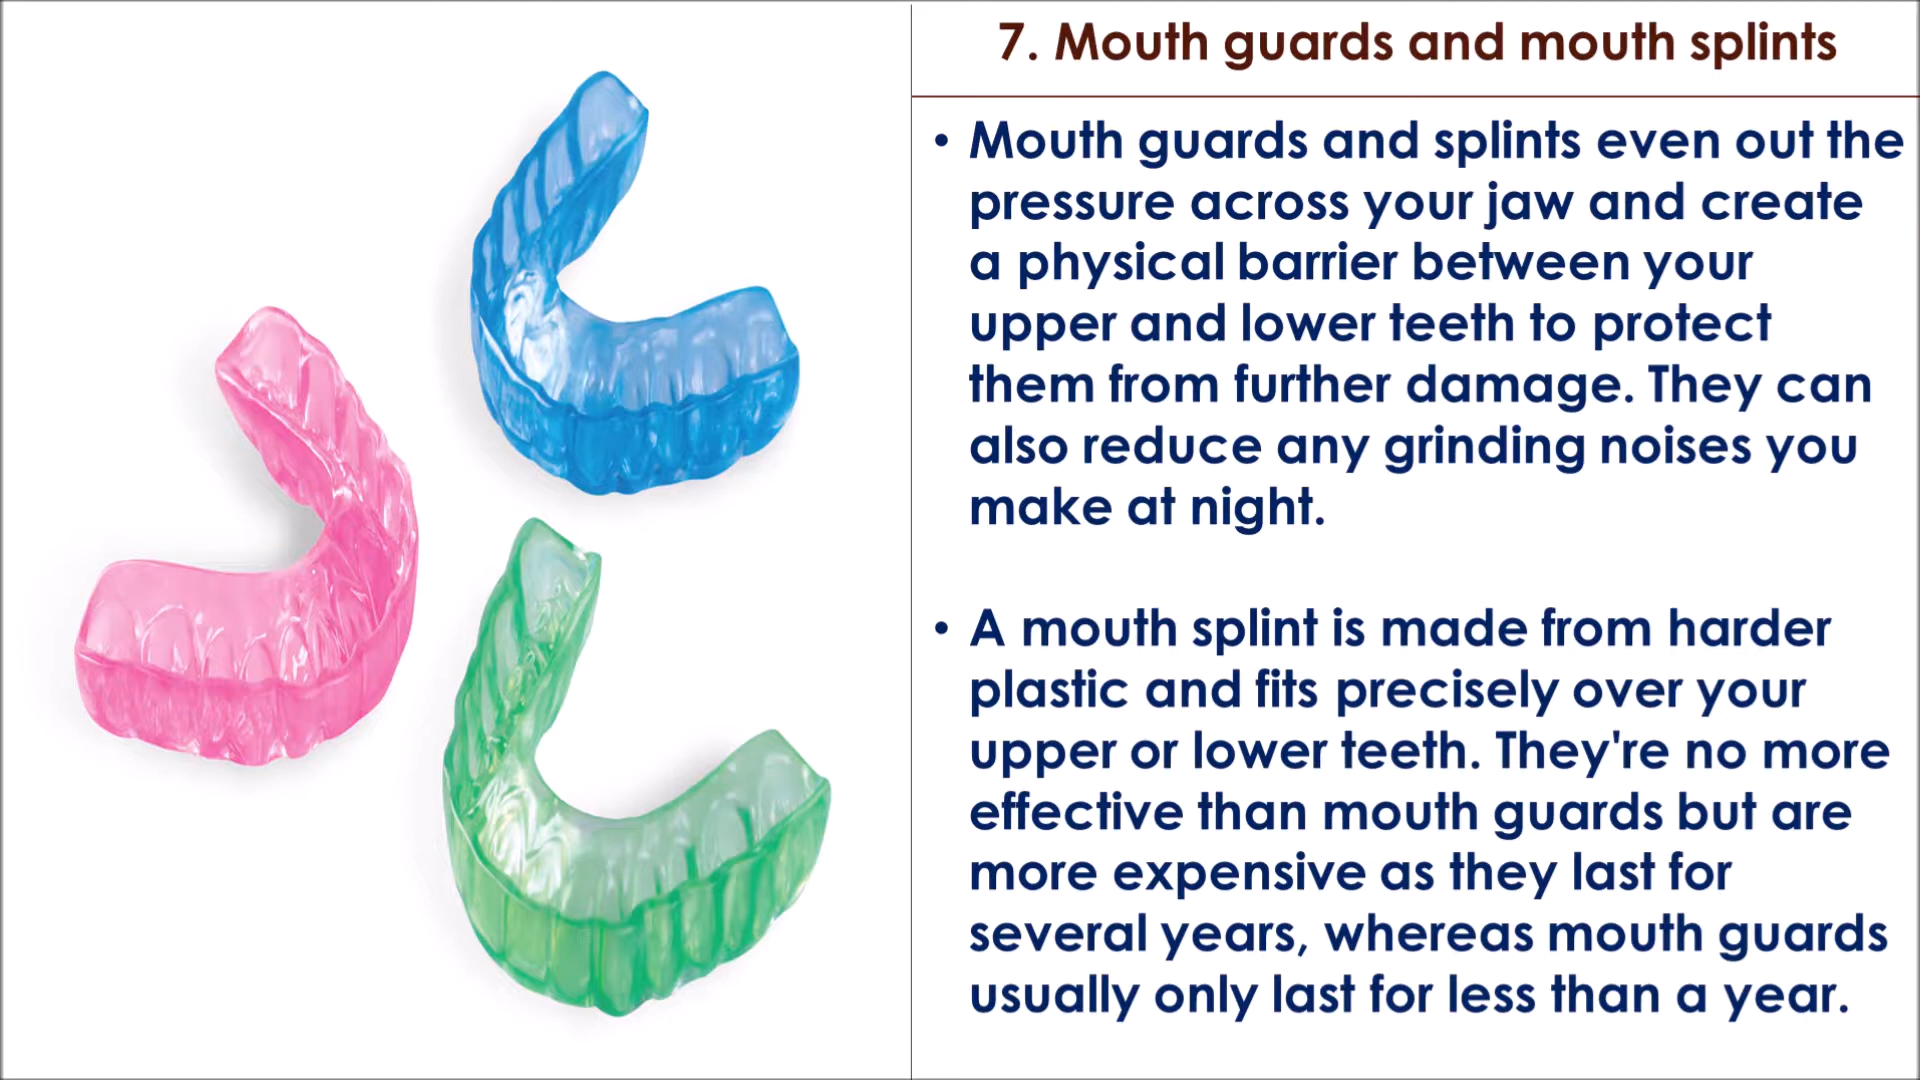 7. Mouth guards and mouth splints
• Mouth guards and splints even out the
pressure across your jaw and create
a physical barrier between your
upper and lower teeth to protect
them from further damage. They can
also reduce any grinding noises you
make at night.
• A mouth splint is made from harder
plastic and fits precisely over your
upper or lower teeth. They're no more
effective than mouth guards but are
more expensive as they last for
several years, whereas mouth guards
usually only last for less than a year.